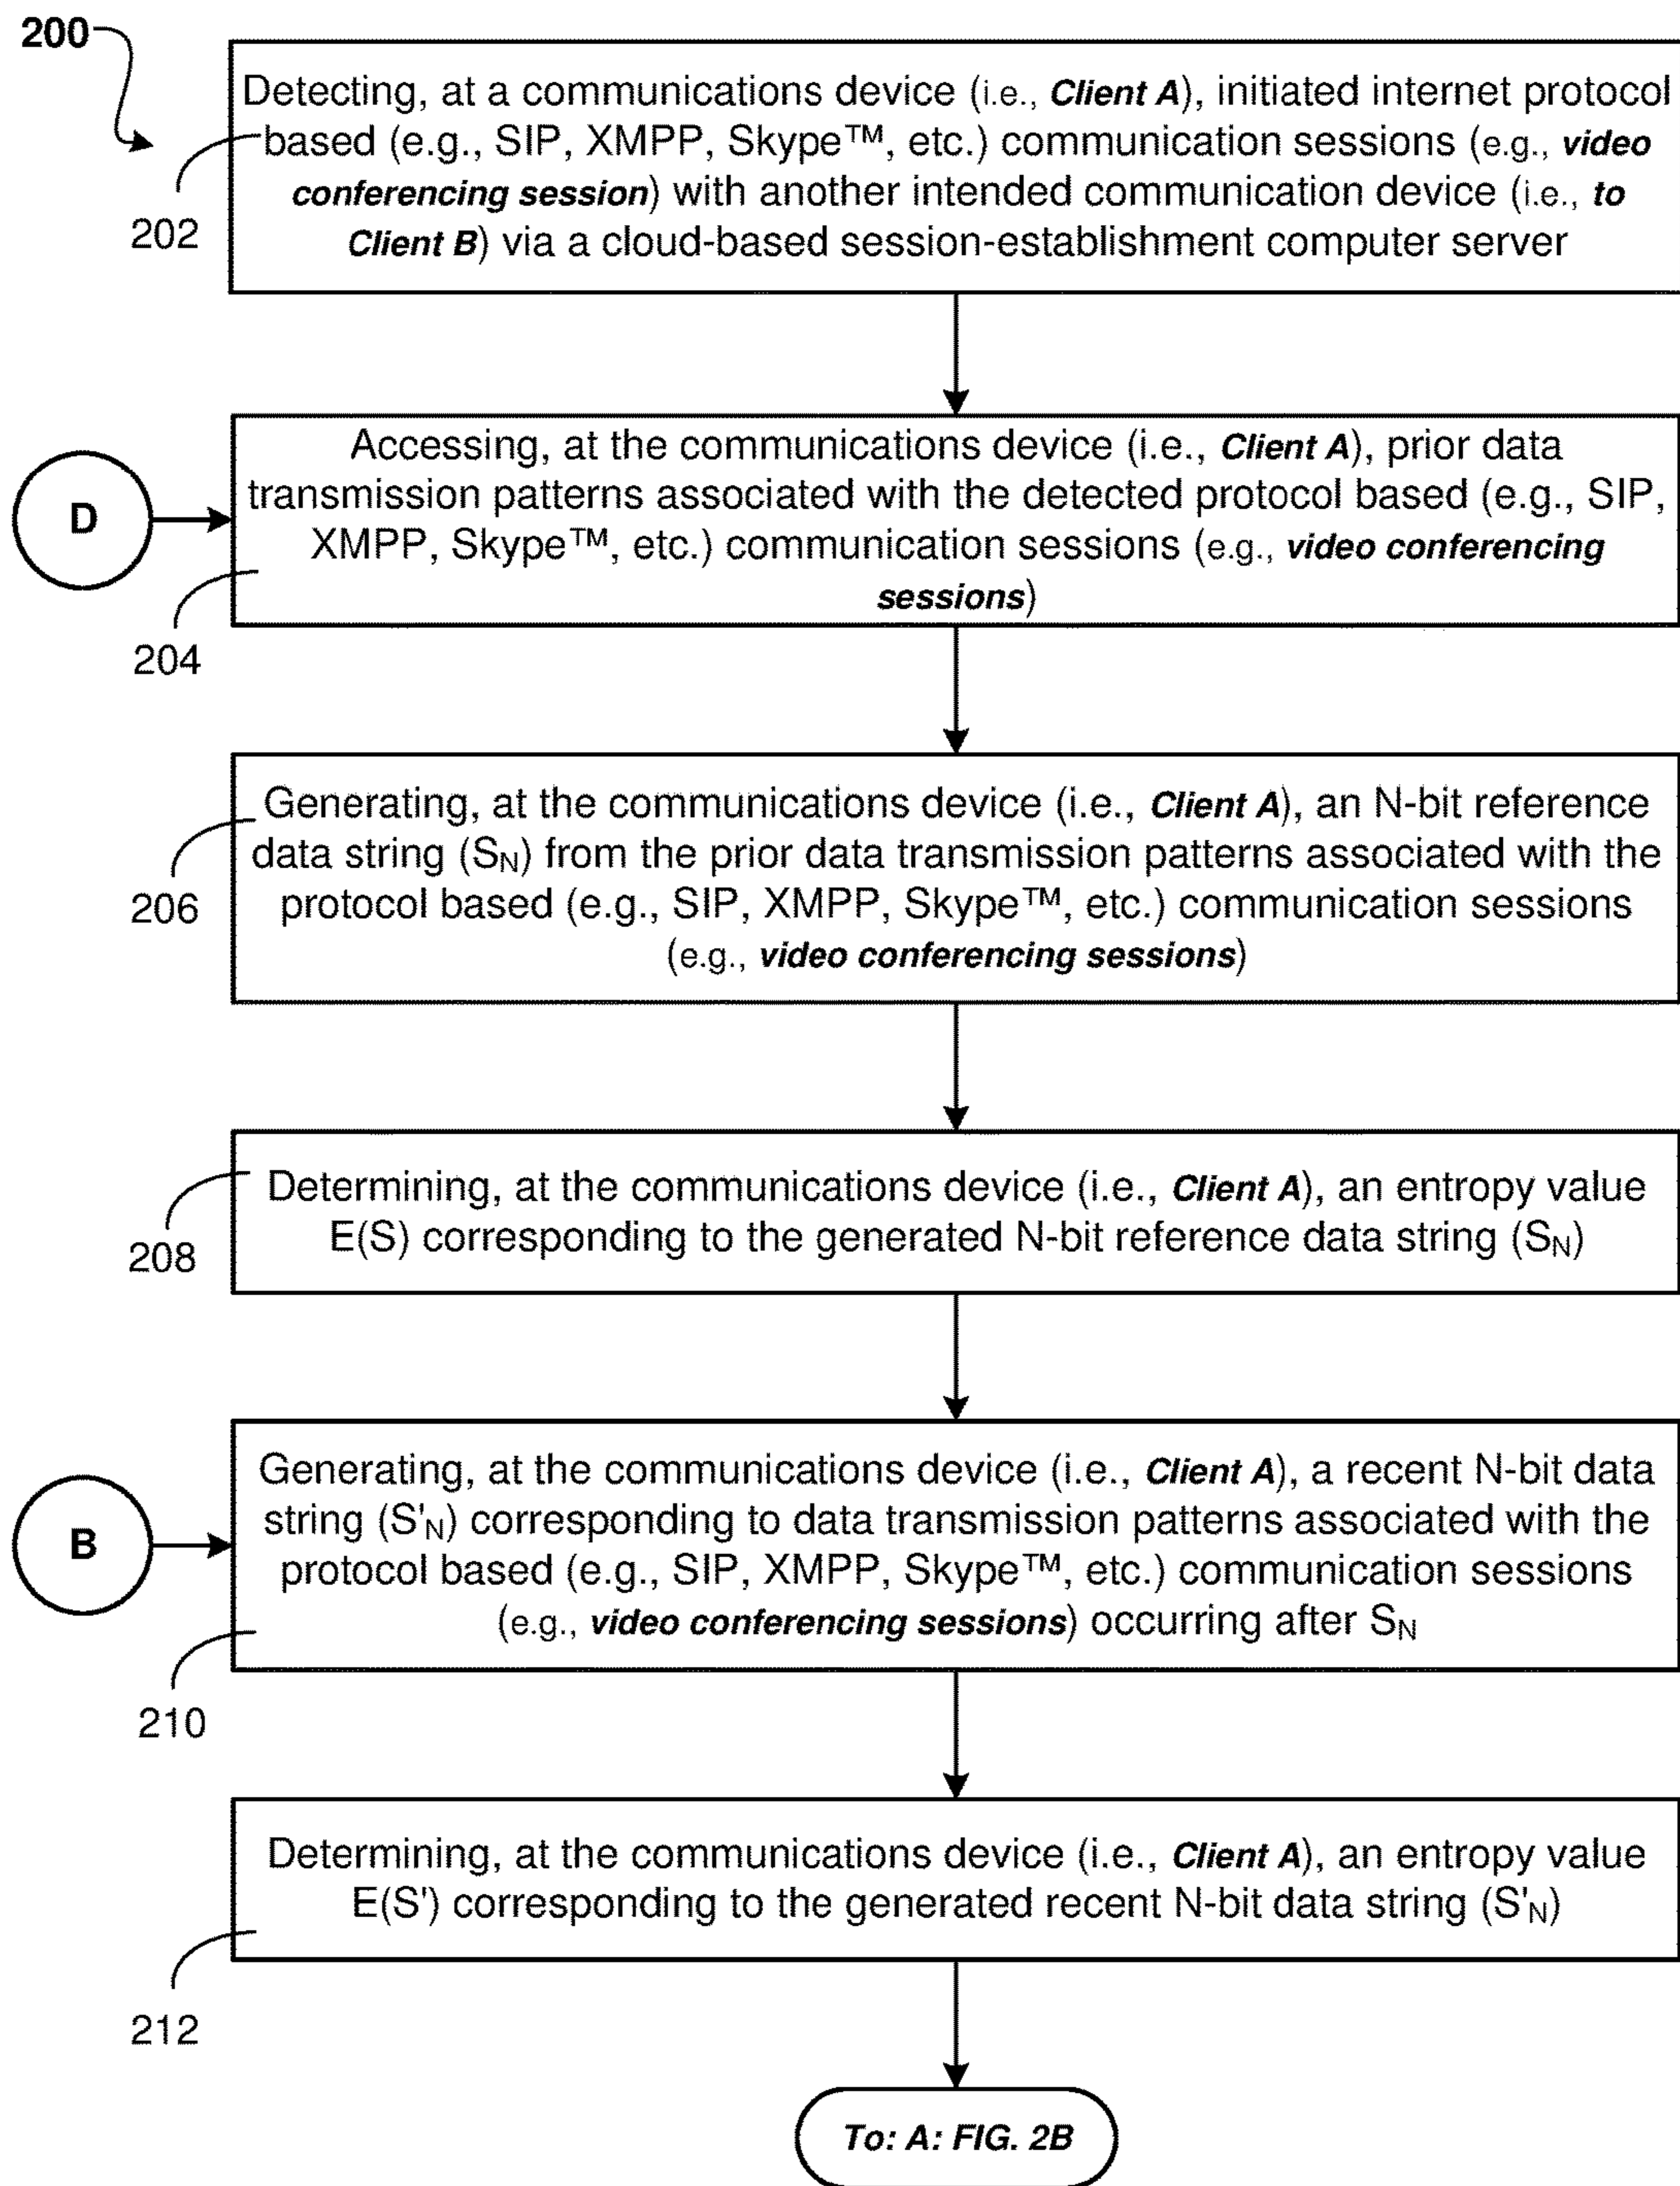 200
Detecting, at a communications device (i.e., Client A), initiated internet protocol
based (e.g., SIP, XMPP, Skype™, etc.) communication sessions (e.g., video
conferencing session) with another intended communication device (i.e., to
Client B) via a cloud-based session-establishment computer server
202
Accessing, at the communications device (i.e., Client A), prior data
transmission patterns associated with the detected protocol based (e.g., SIP,
XMPP, Skype™, etc.) communication sessions (e.g., video conferencing
sessions)
D
204
Generating, at the communications device (i.e., Client A), an N-bit reference
data string (S_N) from the prior data transmission patterns associated with the
protocol based (e.g., SIP, XMPP, Skype™, etc.) communication sessions
(e.g., video conferencing sessions)
206
Determining, at the communications device (i.e., Client A), an entropy value
E(S) corresponding to the generated N-bit reference data string (S_N)
208
Generating, at the communications device (i.e., Client A), a recent N-bit data
string (S'_N) corresponding to data transmission patterns associated with the
protocol based (e.g., SIP, XMPP, Skype™, etc.) communication sessions
(e.g., video conferencing sessions) occurring after S_N
B
210
Determining, at the communications device (i.e., Client A), an entropy value
E(S') corresponding to the generated recent N-bit data string (S'_N)
212
To: A: FIG. 2B